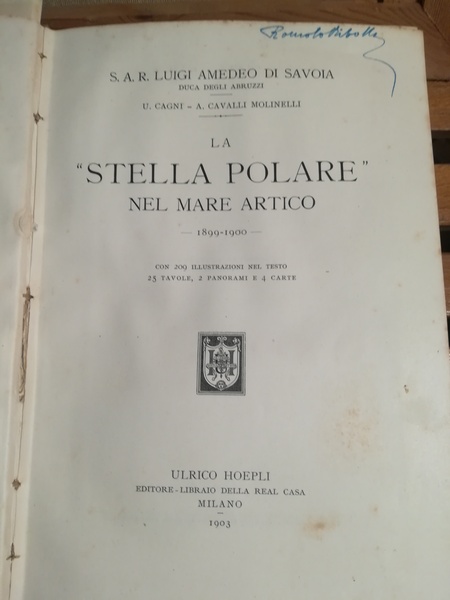 Romolo
S. A. R. LUIGI AMEDEO DI SAVOIA
DUCA DEGLI ABRUZZI
U. CAGNI - A. CAVALLI MOLINELLI
LA
"STELLA POLARE"
NEL MARE ARTICO
— 1899-1900 —
CON 209 ILLUSTRAZIONI NEL TESTO
25 TAVOLE, 2 PANORAMI E 4 CARTE
ULRICO HOEPLI
EDITORE-LIBRAIO DELLA REAL CASA
MILANO
1903